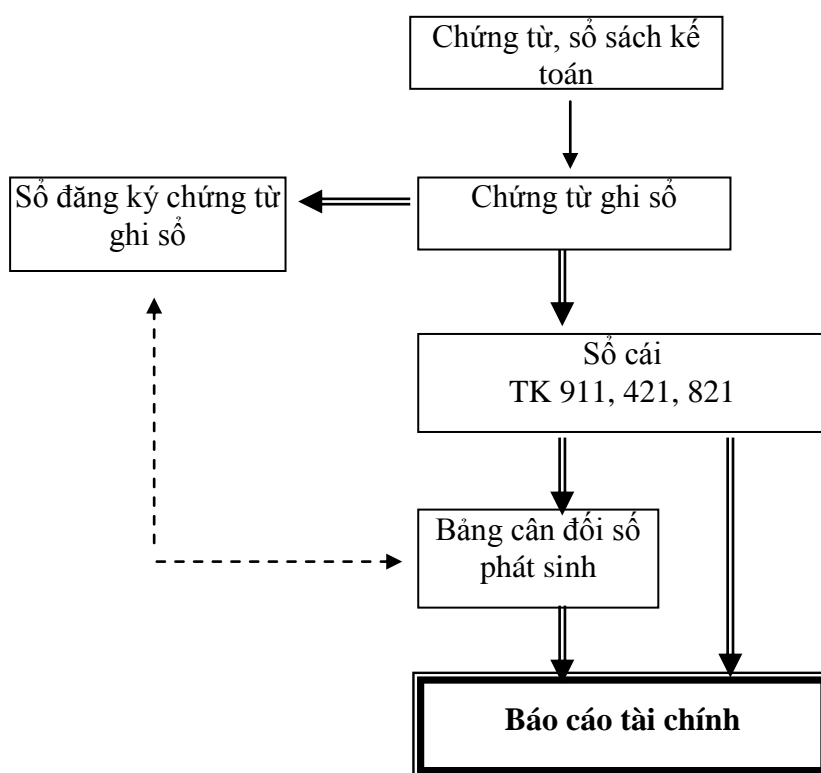 Chứng từ, sổ sách kế
toán
Sổ đăng ký chứng từ
ghi sổ
Chứng từ ghi sổ
Sổ cái
TK 911, 421, 821
Bảng cân đối số
phát sinh
Báo cáo tài chính